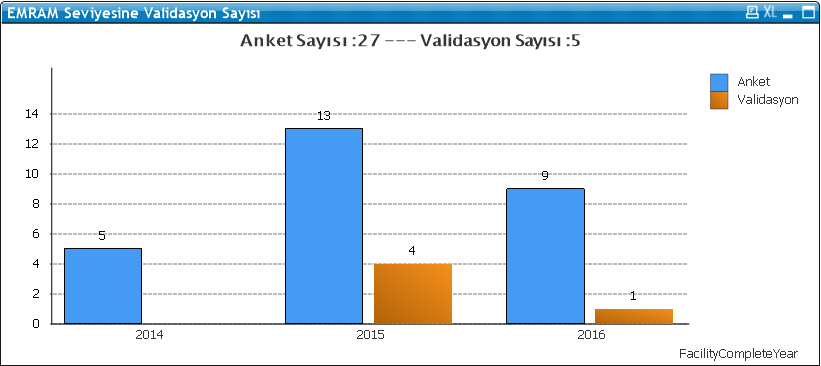 EMRAM Seviyesine Validasyon Sayısı XL
Anket Sayısı :27 --- Validasyon Sayısı :5
Anket
Validasyon
14
12
10
8
6
4
2
0
5
13
4
9
1
2014 2015 2016
FacilityCompleteYear